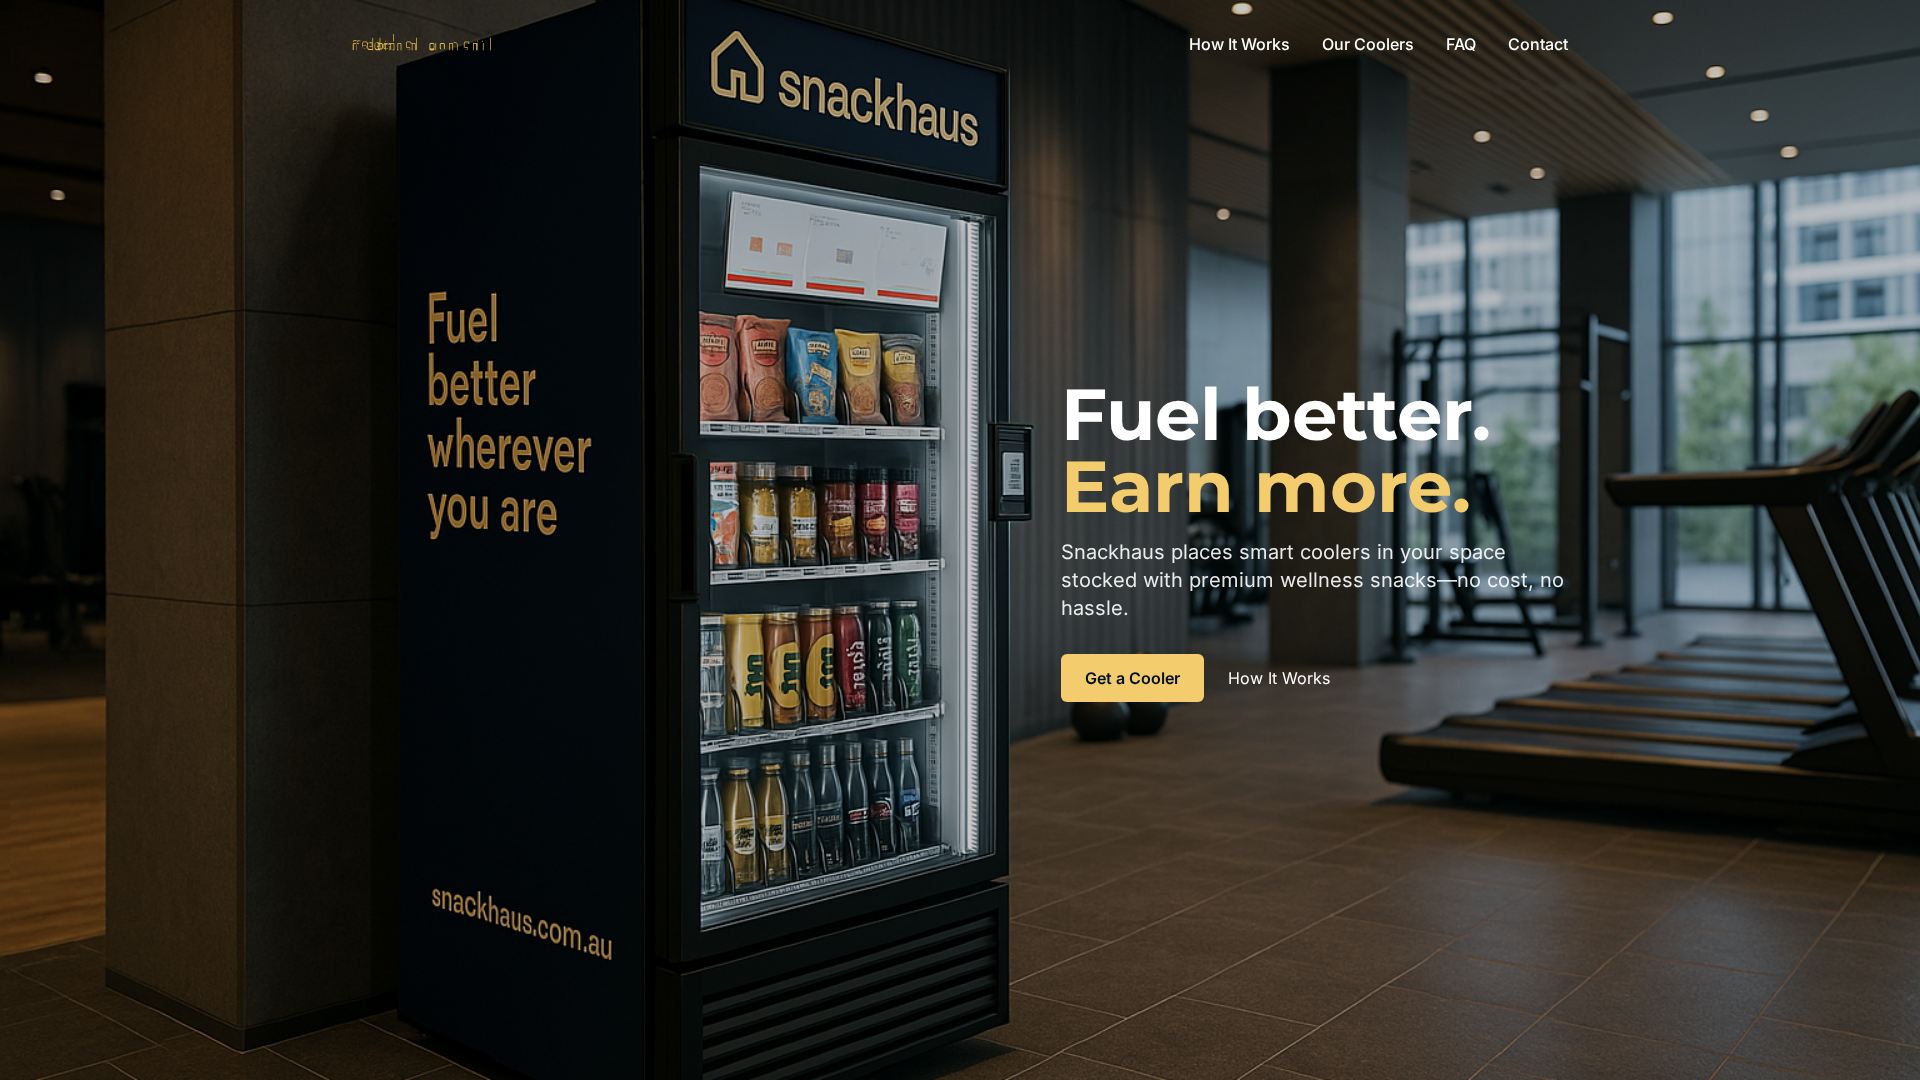 How It Works
Our Coolers
FAQ
Contact
snackhaus
Fuel
better
wherever
you are
Fuel better.
Earn more.
Snackhaus places smart coolers in your space
stocked with premium wellness snacks—no cost, no
hassle.
Get a Cooler
How It Works
snackhaus.com.au